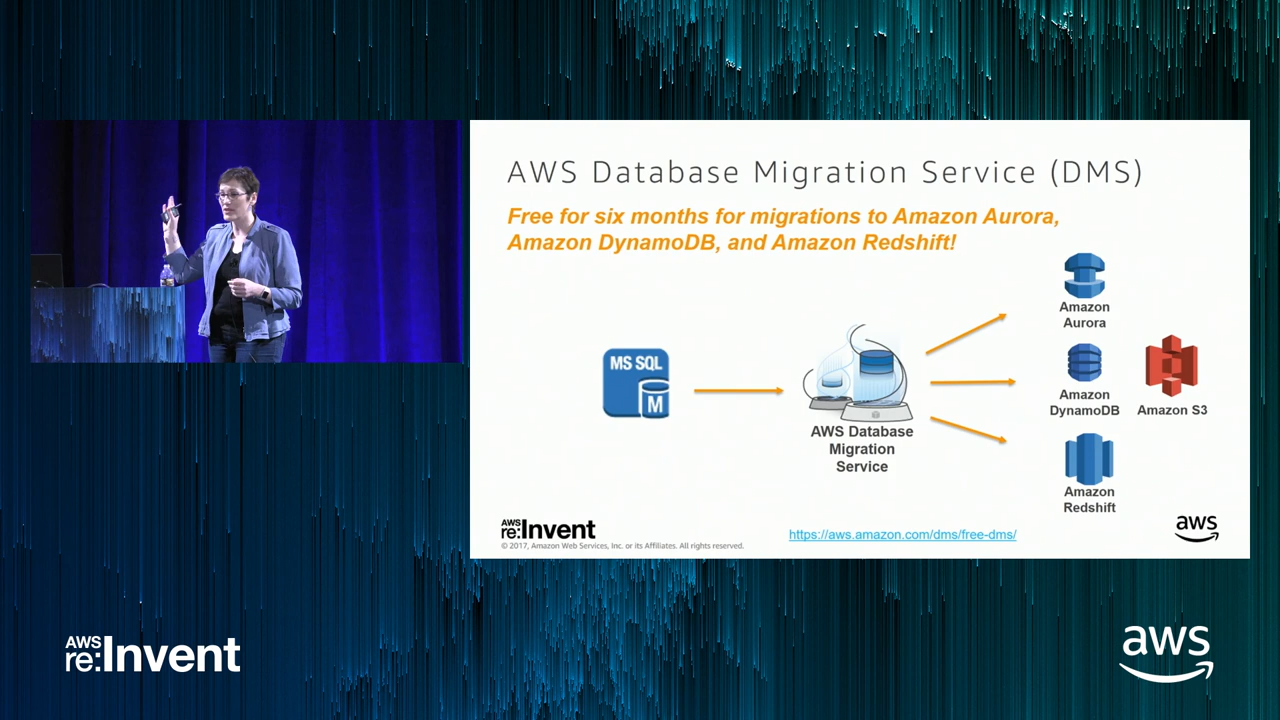 AWS Database Migration Service (DMS)
Free for six months for migrations to Amazon Aurora,
Amazon DynamoDB, and Amazon Redshift!
MS SQL
M
AWS Database
Migration
Service
Amazon
Aurora
Amazon
DynamoDB
Amazon S3
Amazon
Redshift
AWS
re:Invent
© 2017, Amazon Web Services, Inc. or its Affiliates. All rights reserved.
https://aws.amazon.com/dms/free-dms/
aws
AWS
re:Invent
aws